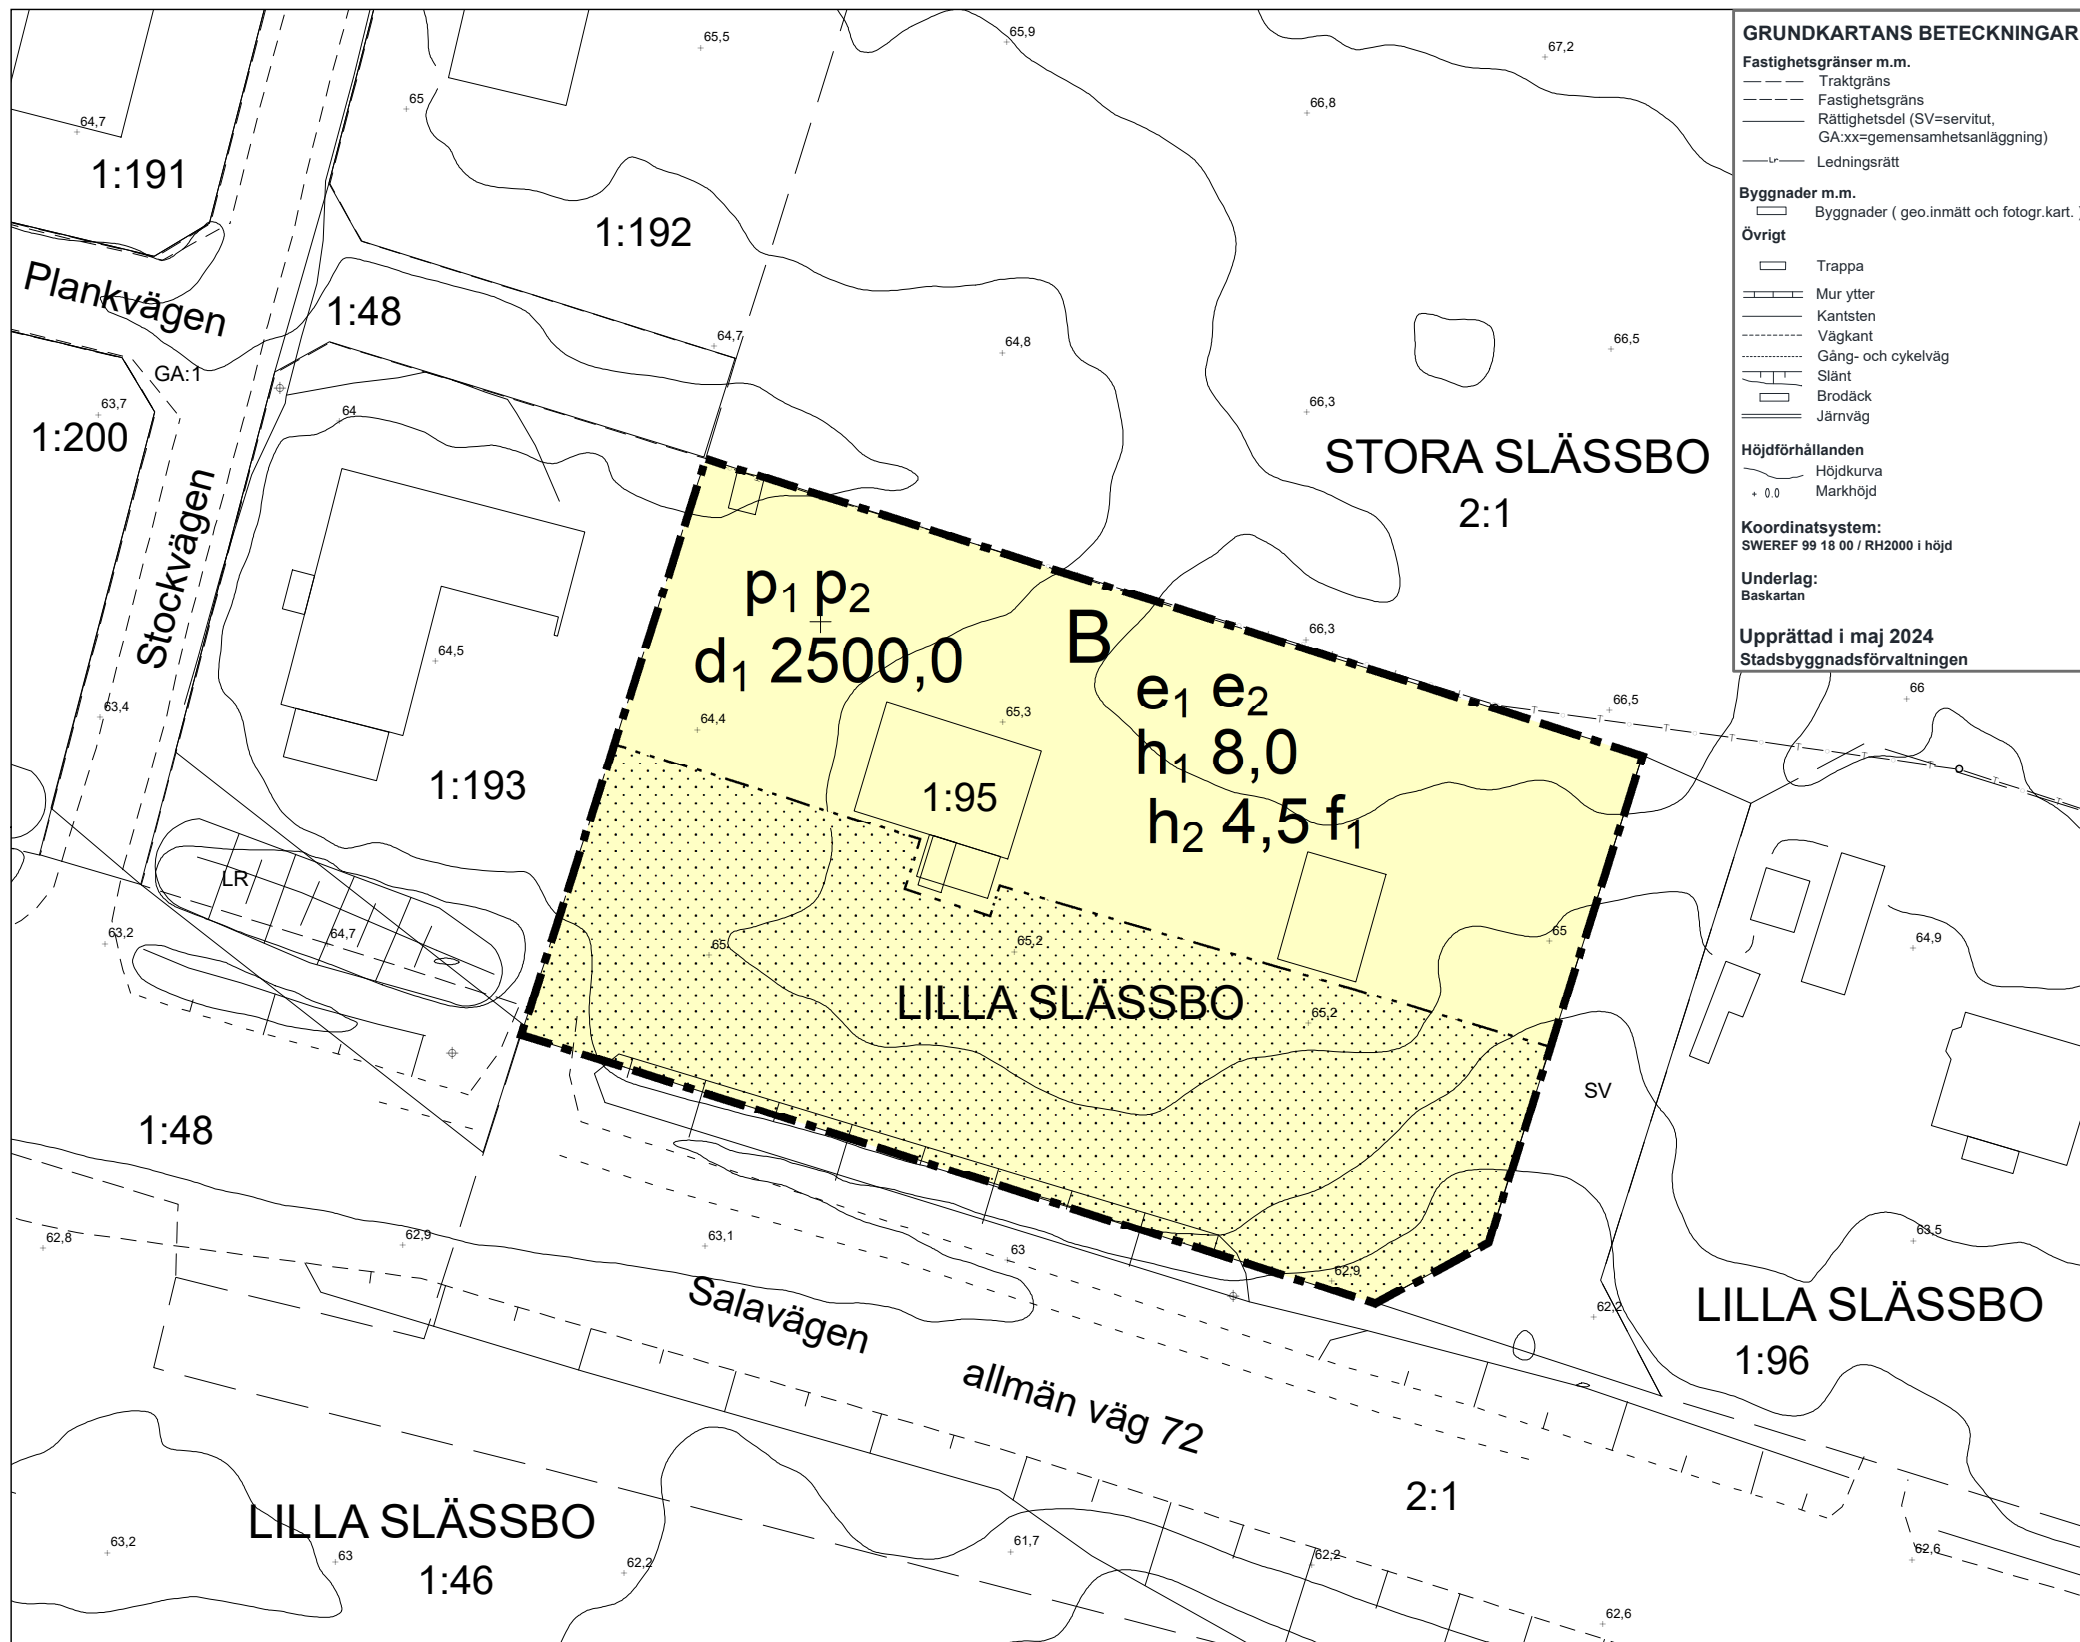 65,5
65,9
67,2
65
66,8
64,7
1:191
1:192
Plankvägen
1:48
64,7
64,8
66,5
GA:1
63,7
64
66,3
1:200
STORA SLÄSSBO
2:1
Stockvägen
p1 p2
d1 2500,0
B
66,3
64,5
e1 e2
h1 8,0
h2 4,5 f1
63,4
64,4
65,3
66,5
66
1:193
1:95
LR
64,7
63,2
65
65,2
65
64,9
LILLA SLÄSSBO
65,2
SV
1:48
62,8
62,9
63,1
63
62,9
63,5
62,2
Salavägen
LILLA SLÄSSBO
1:96
allmän väg 72
2:1
LILLA SLÄSSBO
1:46
63,2
63
62,2
61,7
62,2
62,6
62,6
GRUNDKARTANS BETECKNINGAR
Fastighetsgränser m.m.
Traktgräns
Fastighetsgräns
Rättighetsdel (SV=servitut,
GA:xx=gemensamhetsanläggning)
Lr
Ledningsrätt
Byggnader m.m.
Byggnader ( geo.inmätt och fotogr.kart. )
Övrigt
Trappa
Mur ytter
Kantsten
Vägkant
Gång- och cykelväg
Slänt
Brodäck
Järnväg
Höjdförhållanden
Höjdkurva
+ 0.0 Markhöjd
Koordinatsystem:
SWEREF 99 18 00 / RH2000 i höjd
Underlag:
Baskartan
Upprättad i maj 2024
Stadsbyggnadsförvaltningen